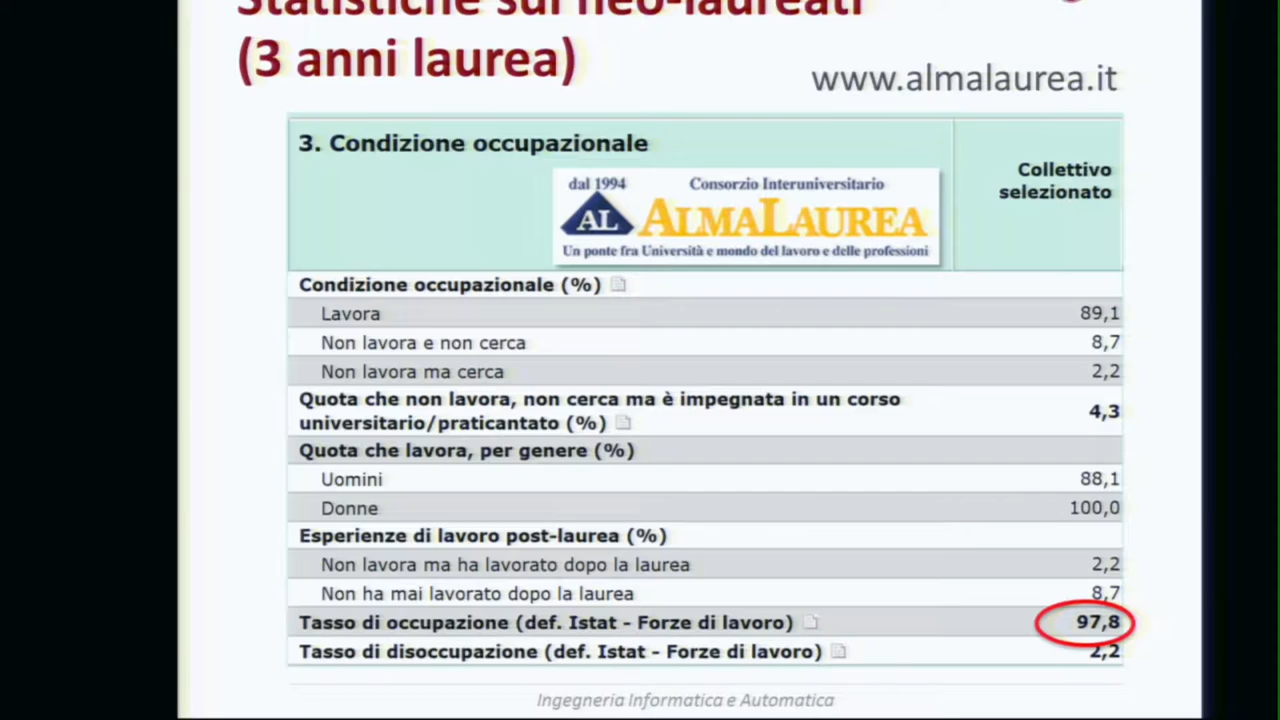 Statistiche sui neo-laureati
(3 anni laurea)
www.almalaurea.it
3. Condizione occupazionale
Collettivo
selezionato
dal 1994 Consorzio Interuniversitario
AL ALMALAUREA
Un ponte fra Università e mondo del lavoro e delle professioni
Condizione occupazionale (%)
Lavora 89,1
Non lavora e non cerca 8,7
Non lavora ma cerca 2,2
Quota che non lavora, non cerca ma è impegnata in un corso
universitario/praticantato (%) 4,3
Quota che lavora, per genere (%)
Uomini 88,1
Donne 100,0
Esperienze di lavoro post-laurea (%)
Non lavora ma ha lavorato dopo la laurea 2,2
Non ha mai lavorato dopo la laurea 8,7
Tasso di occupazione (def. Istat - Forze di lavoro) 97,8
Tasso di disoccupazione (def. Istat - Forze di lavoro) 2,2
Ingegneria Informatica e Automatica